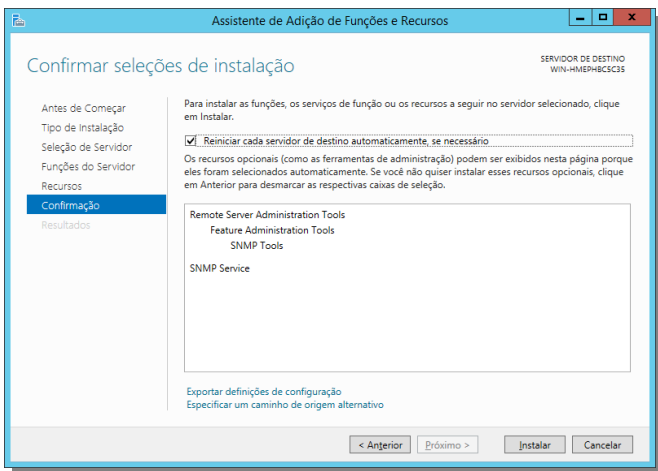 Assistente de Adição de Funções e Recursos
Confirmar seleções de instalação
SERVIDOR DE DESTINO
WIN-HMEPHBC5C35
Antes de Começar
Tipo de Instalação
Seleção de Servidor
Funções do Servidor
Recursos
Confirmação
Resultados
Para instalar as funções, os serviços de função ou os recursos a seguir no servidor selecionado, clique
em Instalar.
Reiniciar cada servidor de destino automaticamente, se necessário
Os recursos opcionais (como as ferramentas de administração) podem ser exibidos nesta página porque
eles foram selecionados automaticamente. Se você não quiser instalar esses recursos opcionais, clique
em Anterior para desmarcar as respectivas caixas de seleção.
Remote Server Administration Tools
Feature Administration Tools
SNMP Tools
SNMP Service
Exportar definições de configuração
Especificar um caminho de origem alternativo
< Anterior
Próximo >
Instalar
Cancelar